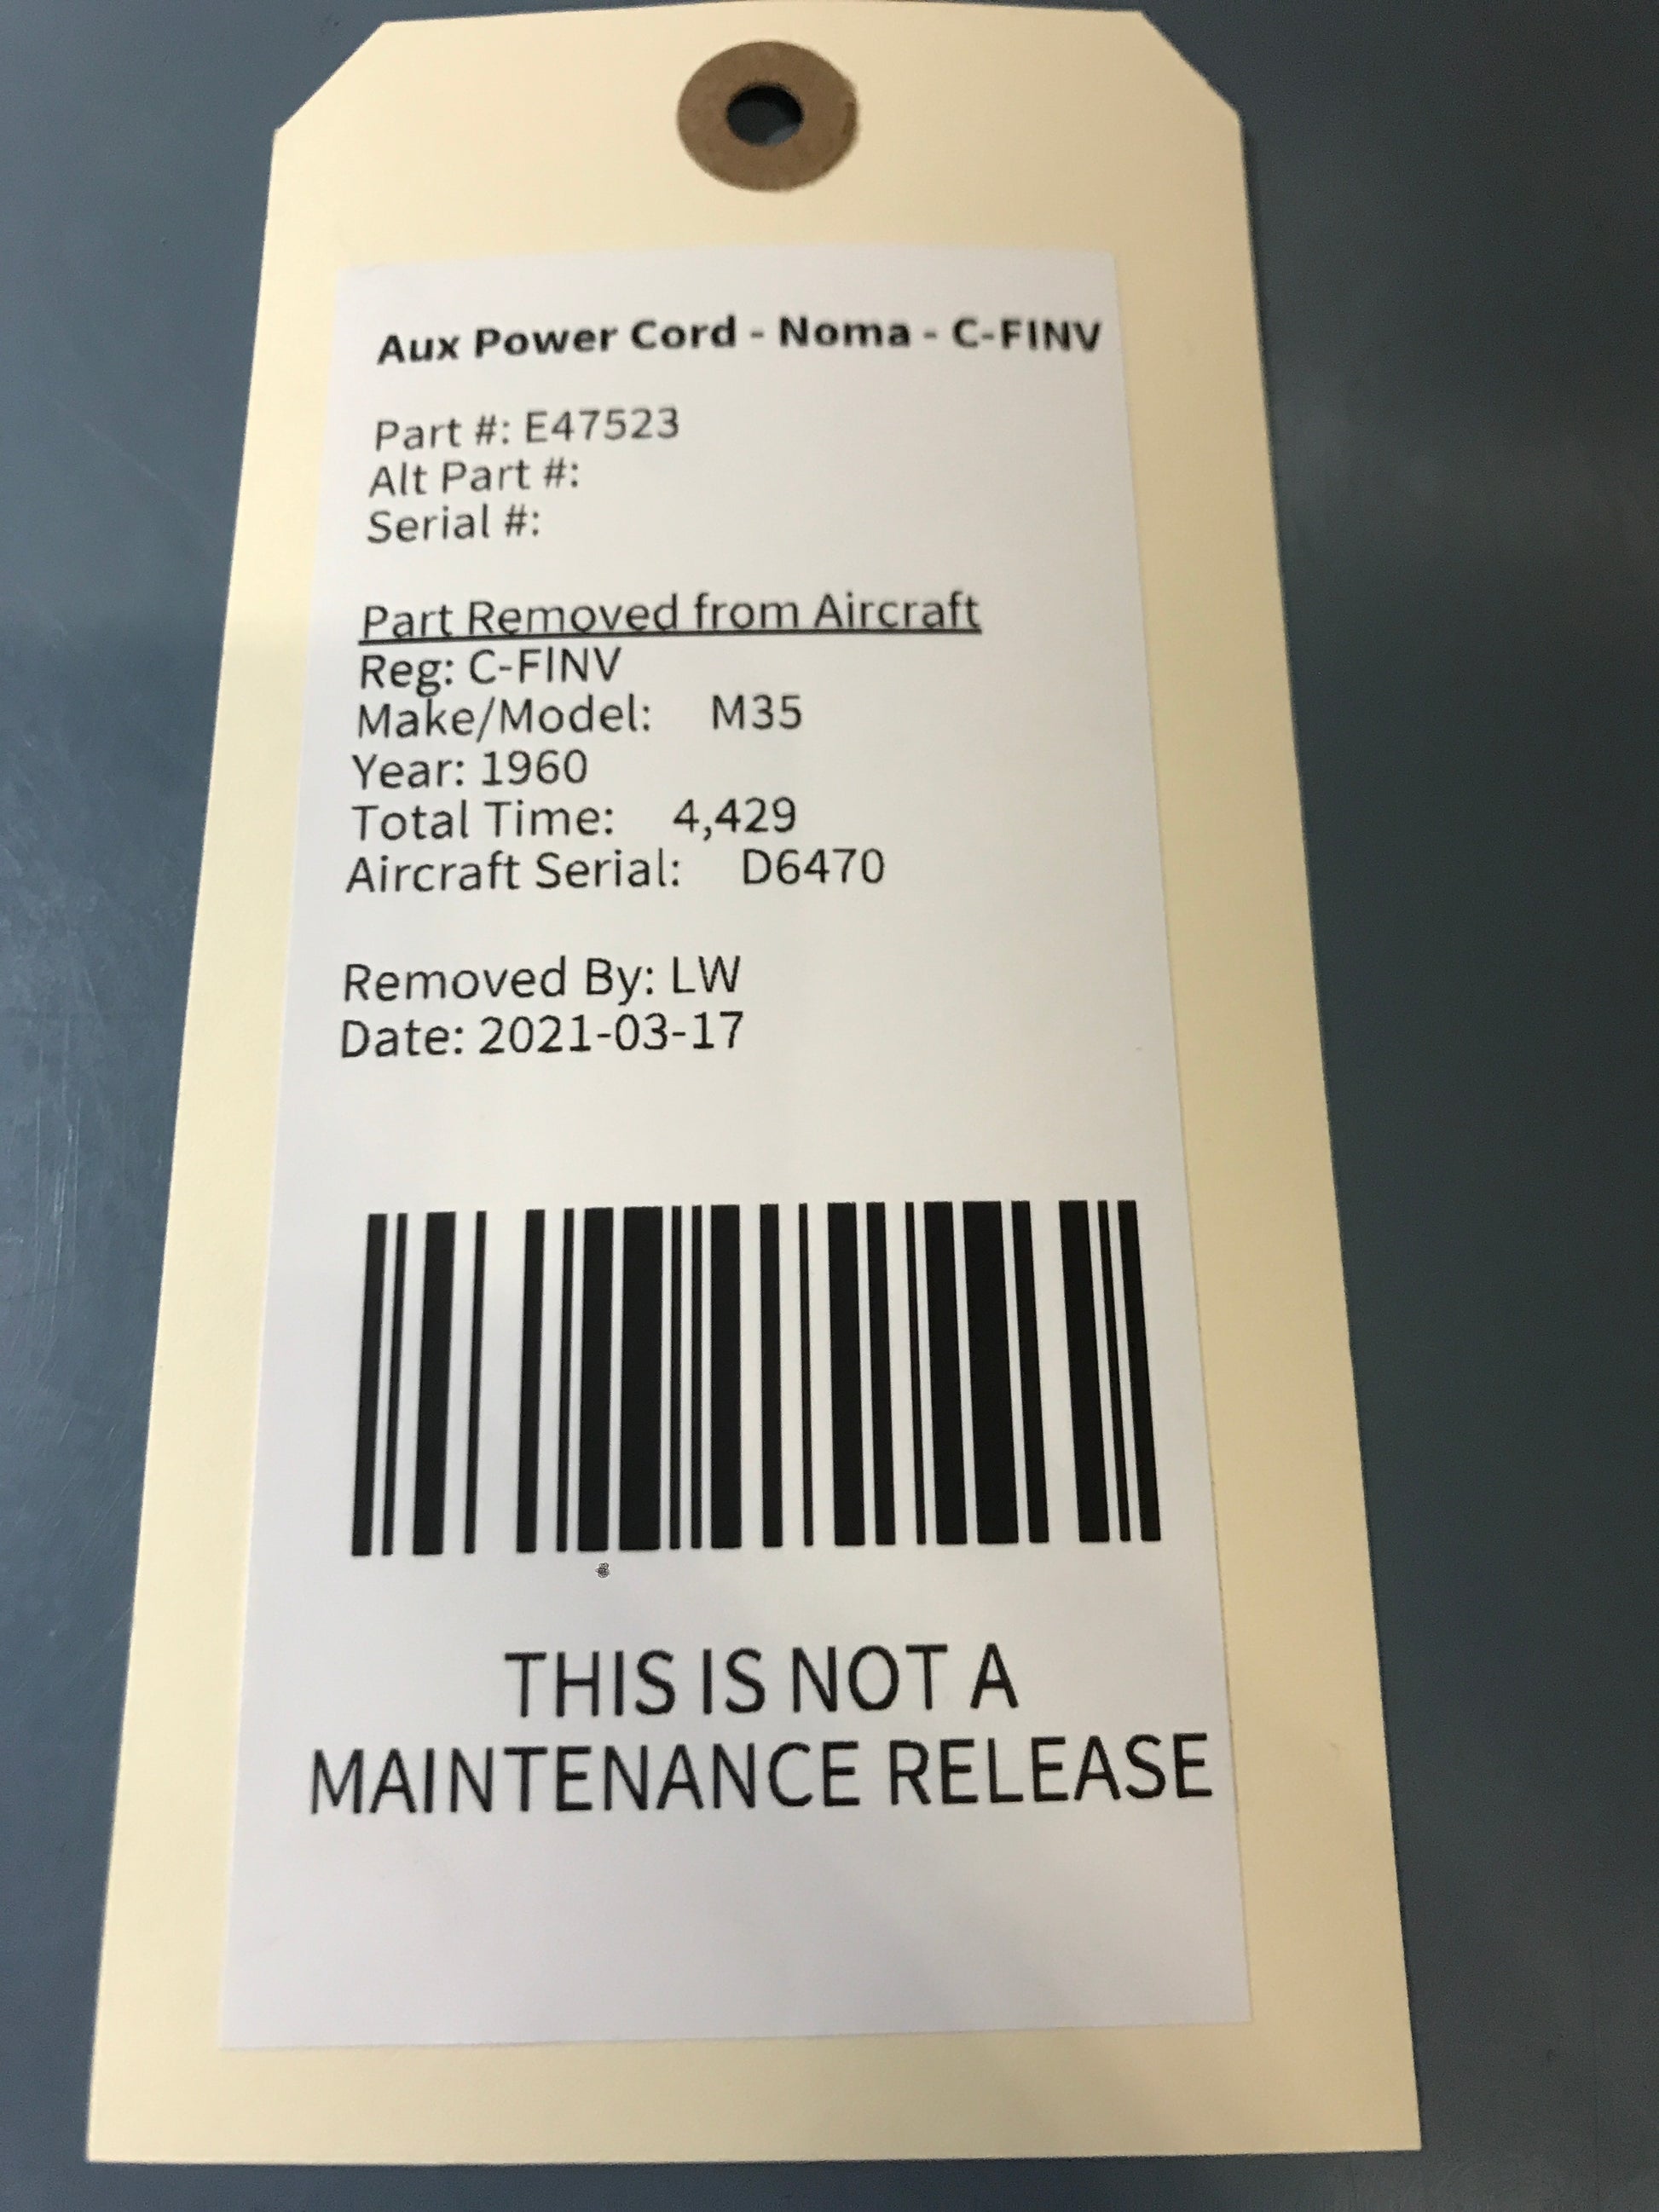 Aux Power Cord - Noma - C-FINV
Part #: E47523
Alt Part #:
Serial #:
Part Removed from Aircraft
Reg: C-FINV
Make/Model: M35
Year: 1960
Total Time: 4,429
Aircraft Serial: D6470
Removed By: LW
Date: 2021-03-17
THIS IS NOT A
MAINTENANCE RELEASE